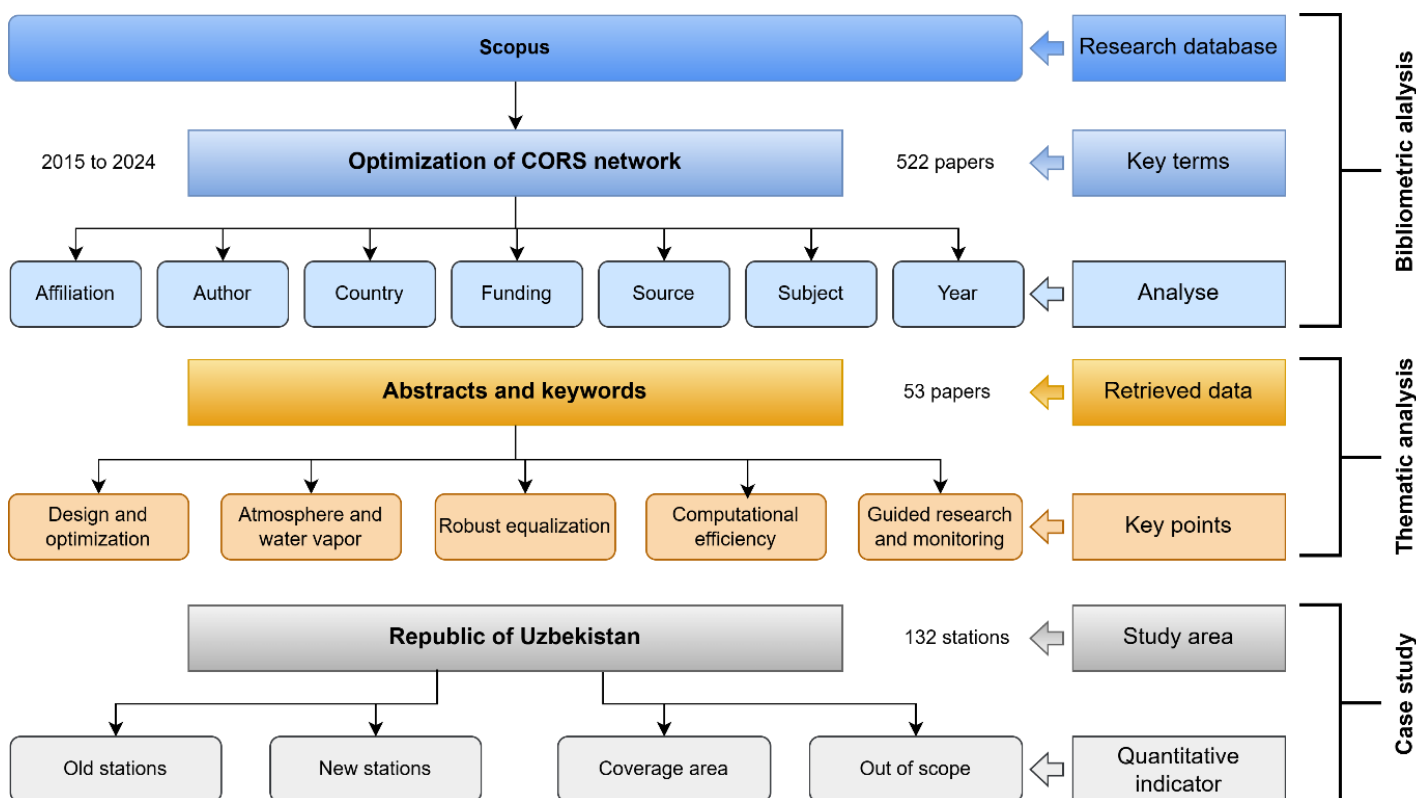 Scopus
Research database
2015 to 2024
Optimization of CORS network
522 papers
Key terms
Affiliation
Author
Country
Funding
Source
Subject
Year
Analyse
Bibliometric alalysis
Abstracts and keywords
53 papers
Retrieved data
Design and
optimization
Atmosphere and
water vapor
Robust equalization
Computational
efficiency
Guided research
and monitoring
Key points
Thematic analysis
Republic of Uzbekistan
132 stations
Study area
Old stations
New stations
Coverage area
Out of scope
Quantitative
indicator
Case study